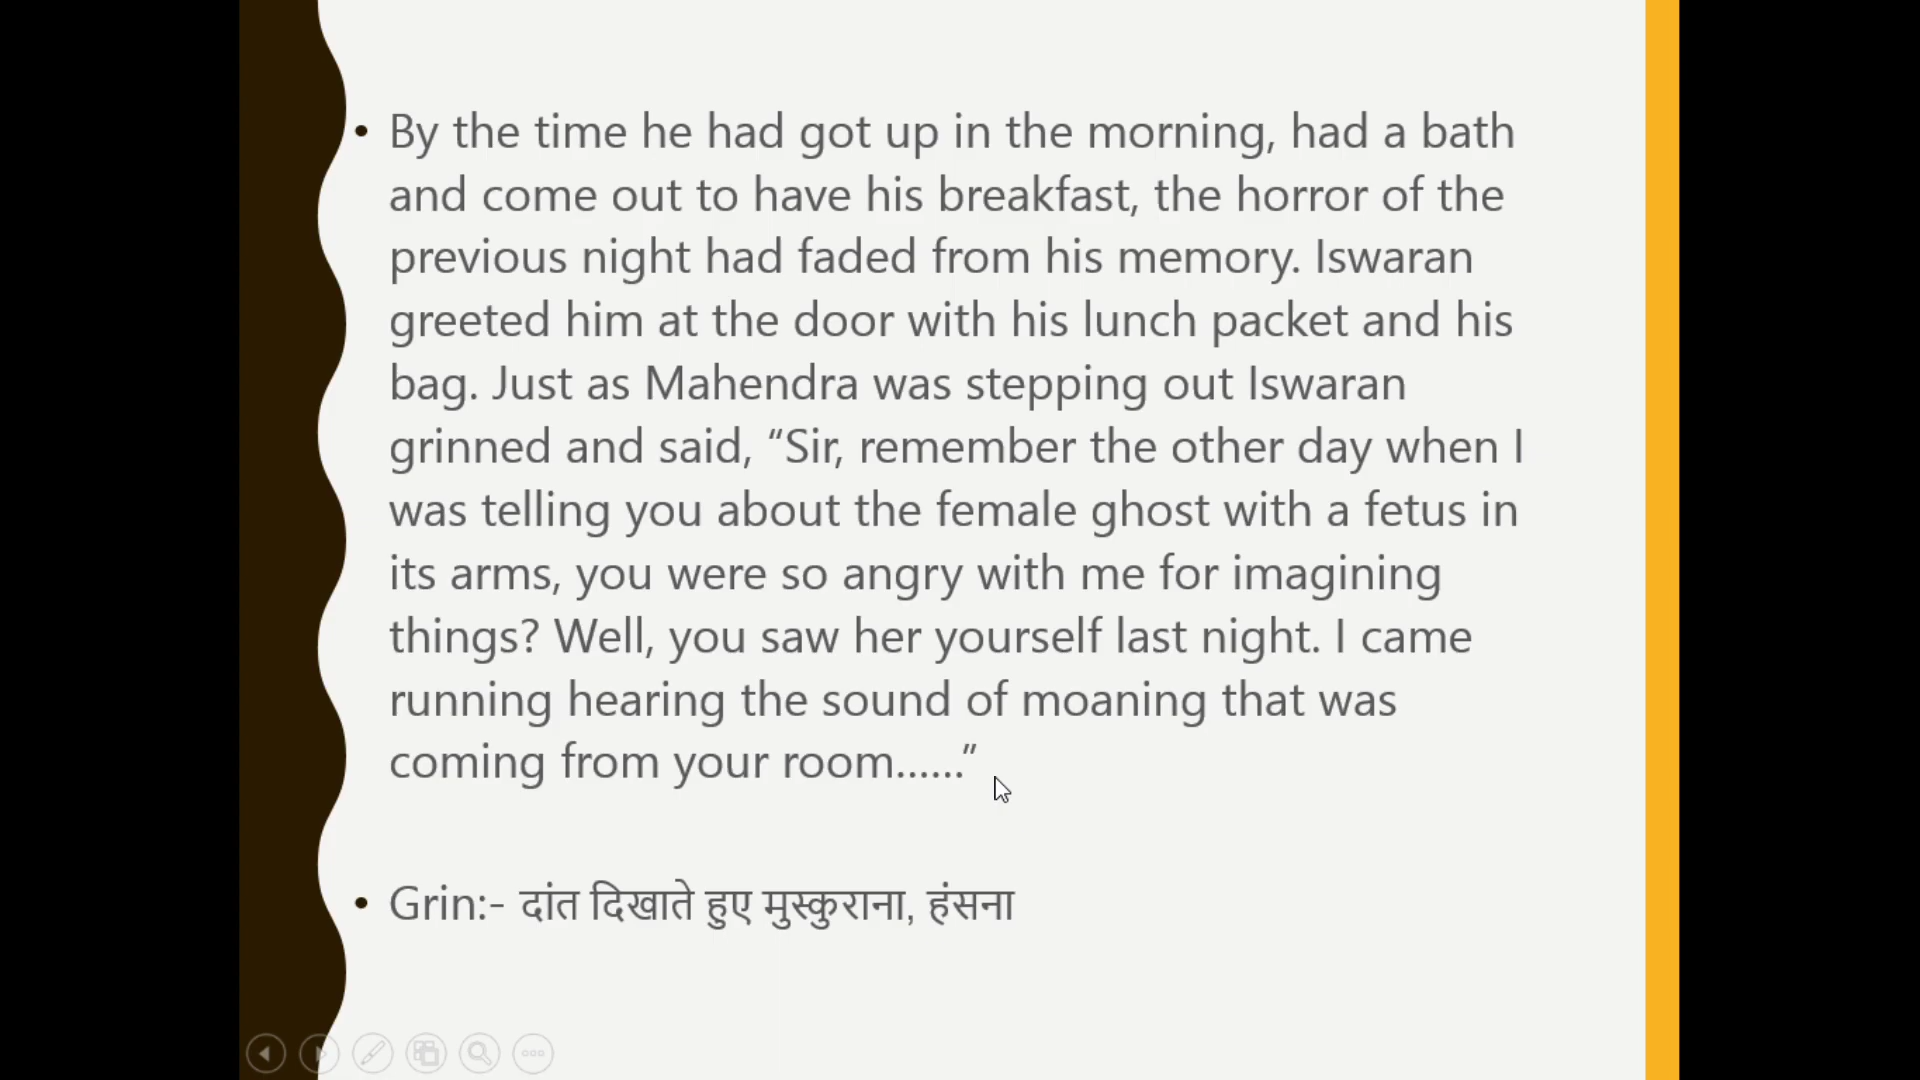 • By the time he had got up in the morning, had a bath
and come out to have his breakfast, the horror of the
previous night had faded from his memory. Iswaran
greeted him at the door with his lunch packet and his
bag. Just as Mahendra was stepping out Iswaran
grinned and said, “Sir, remember the other day when I
was telling you about the female ghost with a fetus in
its arms, you were so angry with me for imagining
things? Well, you saw her yourself last night. I came
running hearing the sound of moaning that was
coming from your room......”
• Grin:- दांत दिखाते हुए मुस्कुराना, हंसना